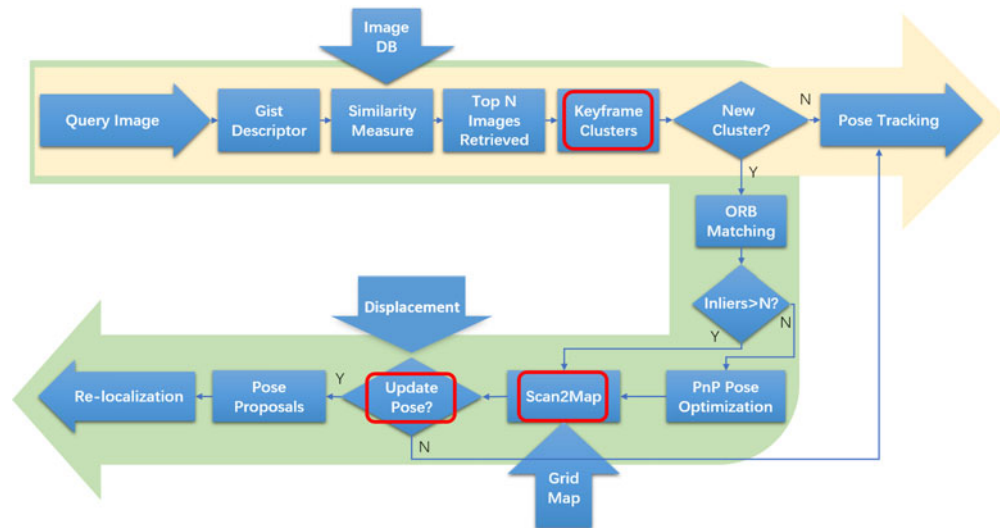 Image
DB
Query Image
Gist
Descriptor
Similarity
Measure
Top N
Images
Retrieved
Keyframe
Clusters
New
Cluster?
N
Pose Tracking
Y
ORB
Matching
Inliers>N?
N
Y
Displacement
Re-localization
Pose
Proposals
Y
Update
Pose?
Scan2Map
PnP Pose
Optimization
N
Grid
Map